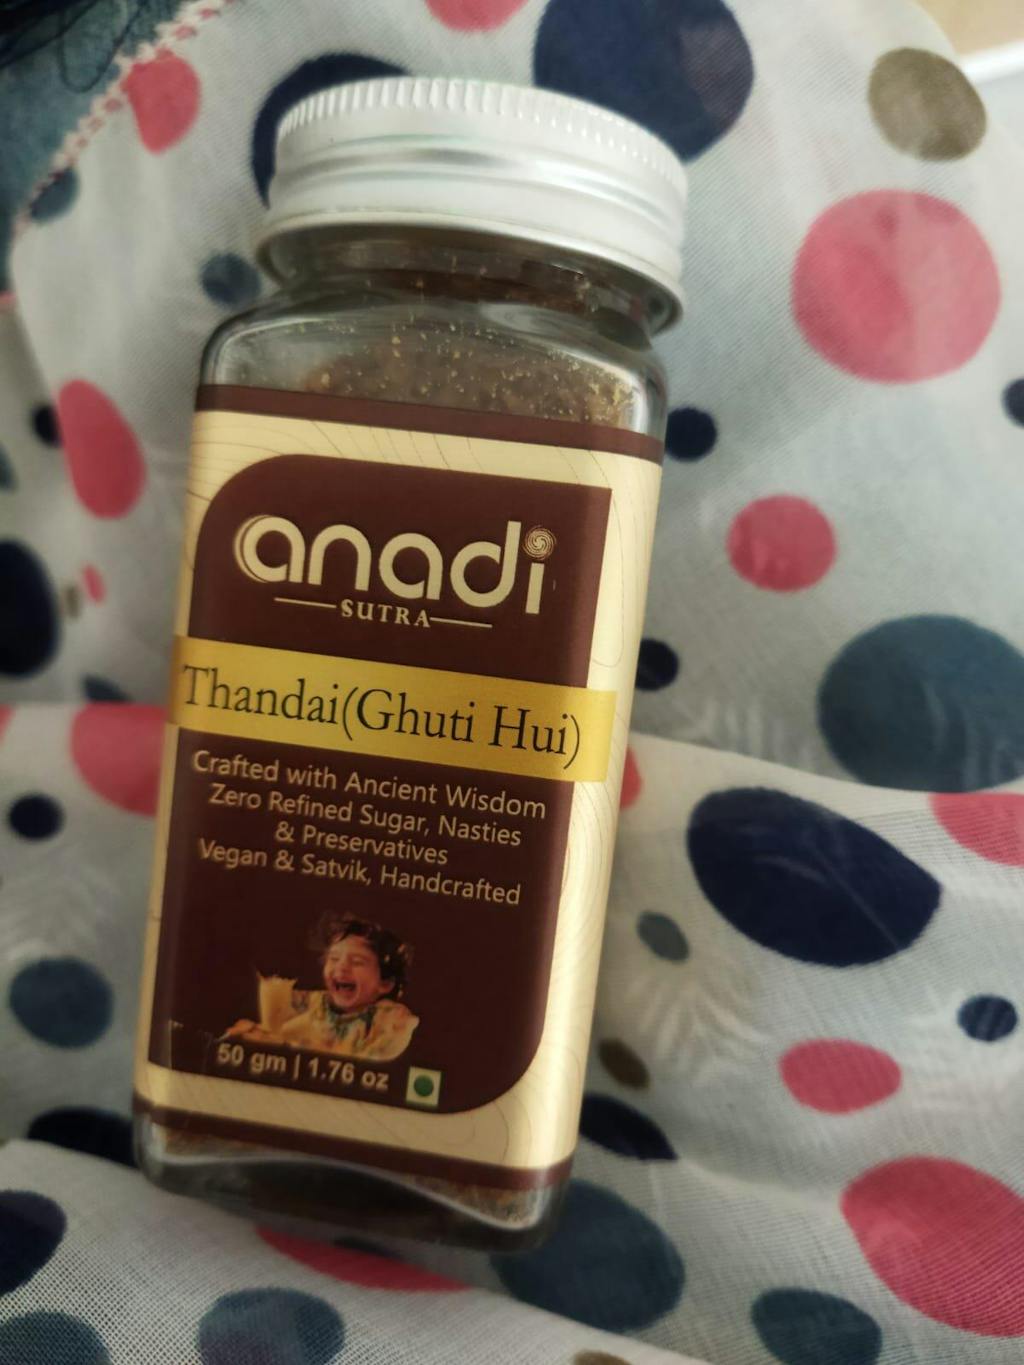 anadi
SUTRA
Thandai(Ghuti Hui)
Crafted with Ancient Wisdom
Zero Refined Sugar, Nasties
& Preservatives
Vegan & Satvik, Handcrafted
50 gm | 1.76 oz